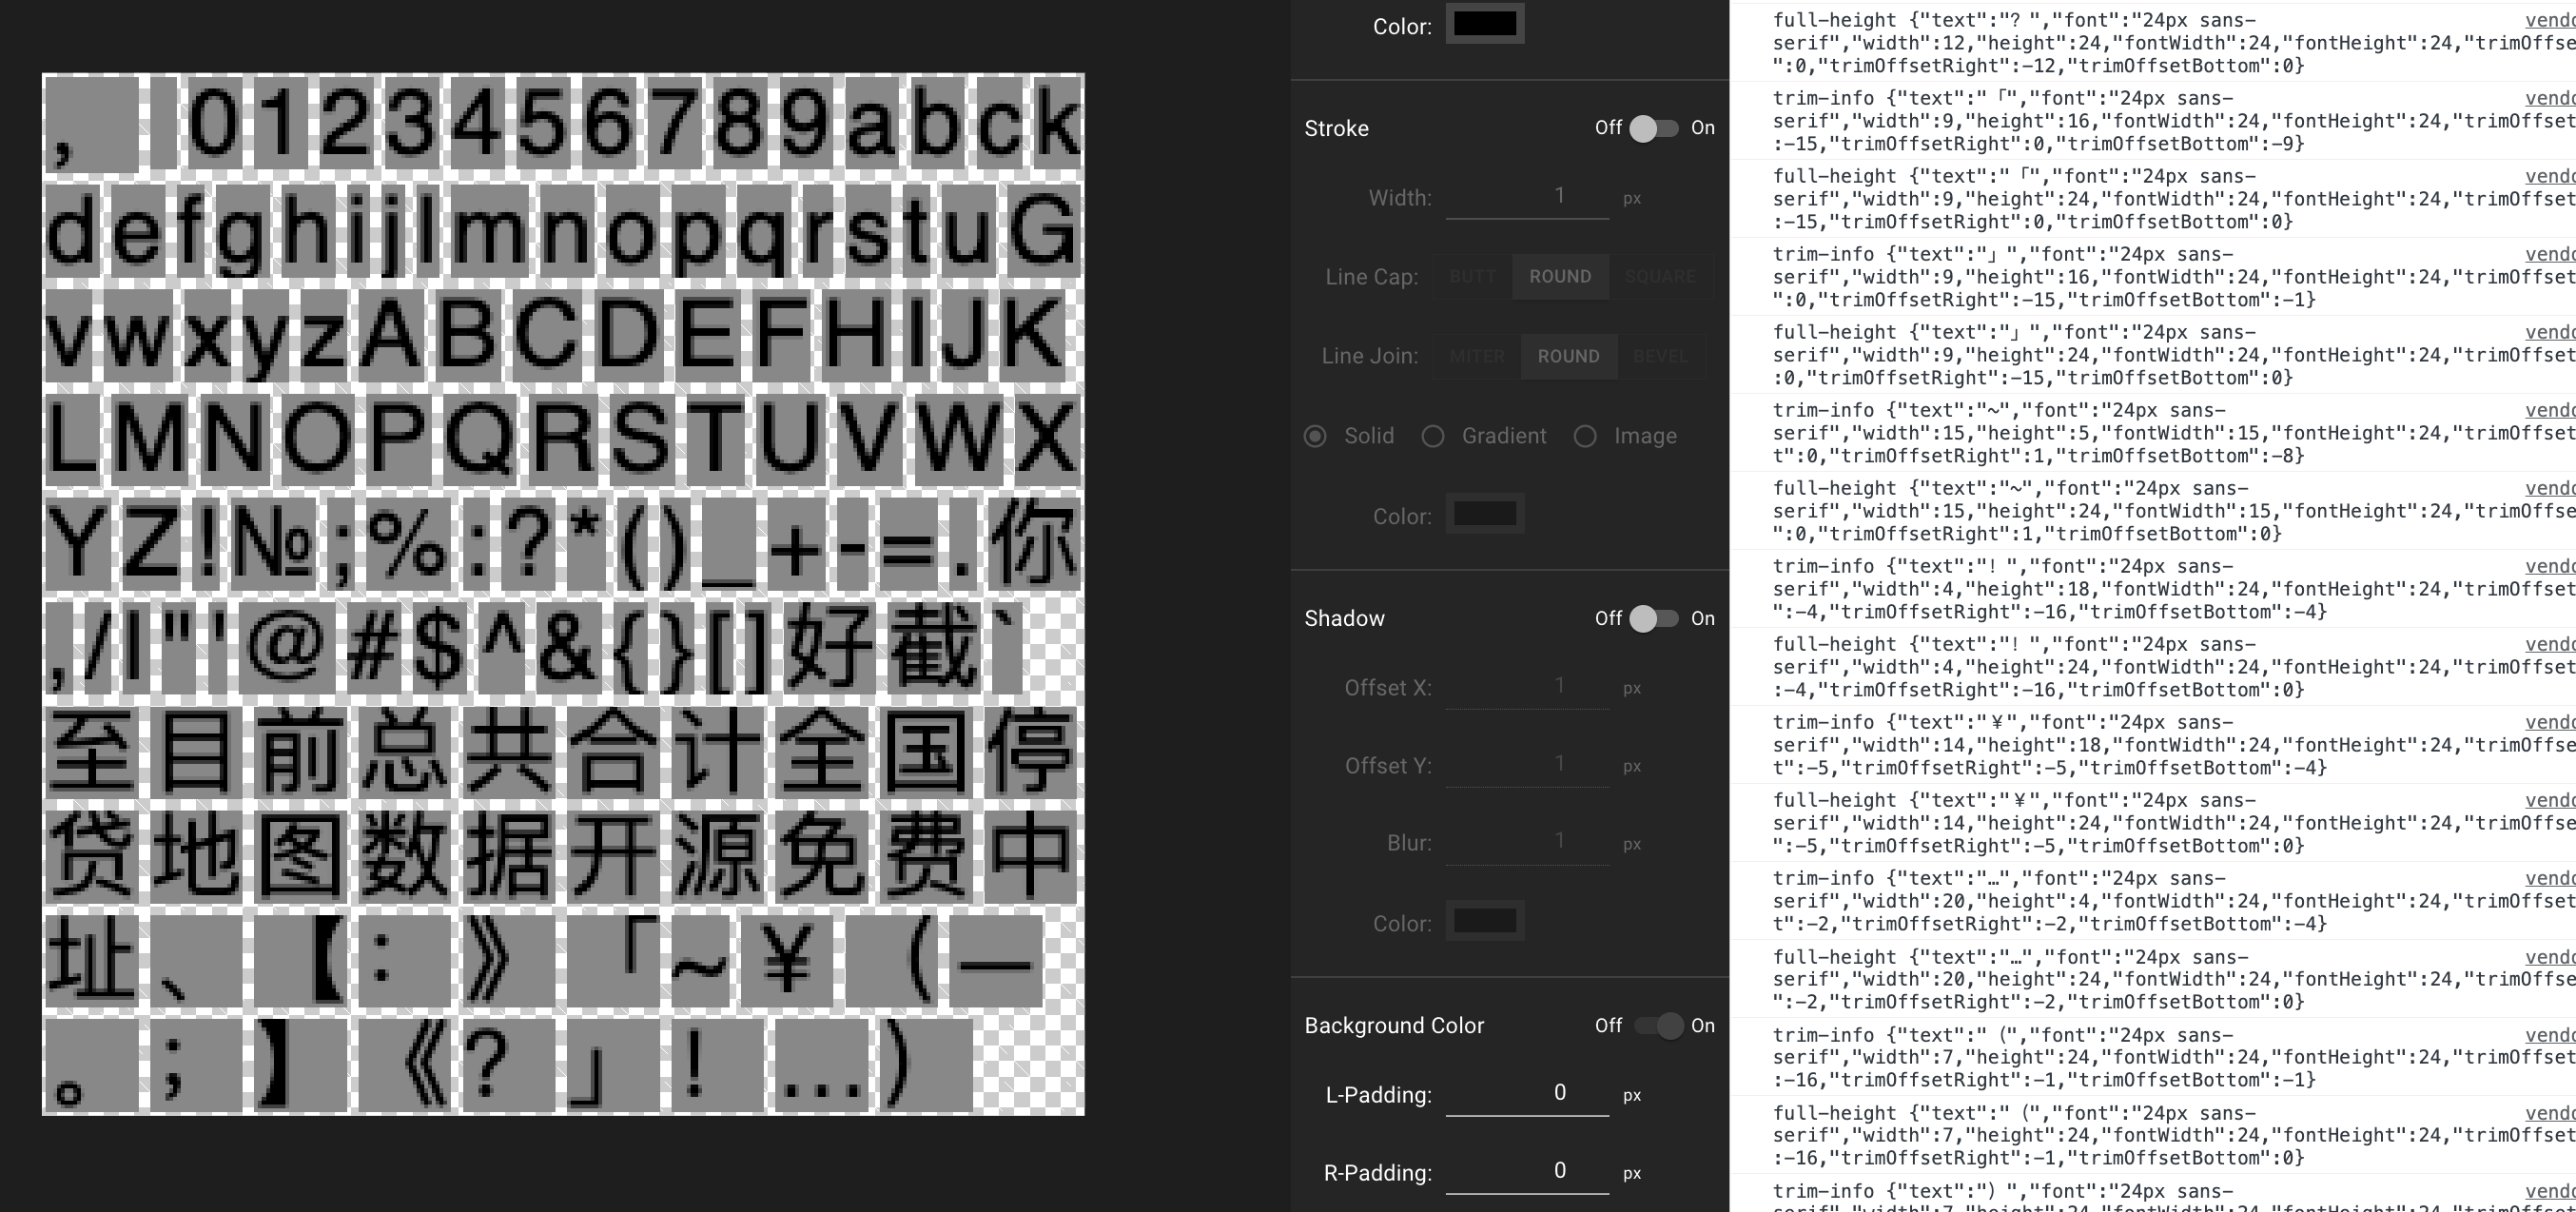 ， 0123456789abck
defghijlmnopqrstuG
vwxyzABCDEFHIJK
LMNOPQRSTUVWX
YZ!№;%:?*()_+-=.你
,/|"'@#$^&{}[]好截`
至目前总共合计全国停
贷地图数据开源免费中
址、【：》「~¥（—
。；】《？」！…）
Color:
Stroke Off On
Width: 1 px
Line Cap: BUTT ROUND SQUARE
Line Join: MITER ROUND BEVEL
Solid Gradient Image
Color:
Shadow Off On
Offset X: 1 px
Offset Y: 1 px
Blur: 1 px
Color:
Background Color Off On
L-Padding: 0 px
R-Padding: 0 px
full-height {"text":"？","font":"24px sans-
serif","width":12,"height":24,"fontWidth":24,"fontHeight":24,"trimOffse
":0,"trimOffsetRight":-12,"trimOffsetBottom":0}
trim-info {"text":"「","font":"24px sans-
serif","width":9,"height":16,"fontWidth":24,"fontHeight":24,"trimOffset
:-15,"trimOffsetRight":0,"trimOffsetBottom":-9}
full-height {"text":"「","font":"24px sans-
serif","width":9,"height":24,"fontWidth":24,"fontHeight":24,"trimOffset
:-15,"trimOffsetRight":0,"trimOffsetBottom":0}
trim-info {"text":"」","font":"24px sans-
serif","width":9,"height":16,"fontWidth":24,"fontHeight":24,"trimOffset
":0,"trimOffsetRight":-15,"trimOffsetBottom":-1}
full-height {"text":"」","font":"24px sans-
serif","width":9,"height":24,"fontWidth":24,"fontHeight":24,"trimOffset
:0,"trimOffsetRight":-15,"trimOffsetBottom":0}
trim-info {"text":"~","font":"24px sans-
serif","width":15,"height":5,"fontWidth":15,"fontHeight":24,"trimOffset
t":0,"trimOffsetRight":1,"trimOffsetBottom":-8}
full-height {"text":"~","font":"24px sans-
serif","width":15,"height":24,"fontWidth":15,"fontHeight":24,"trimOffse
":0,"trimOffsetRight":1,"trimOffsetBottom":0}
trim-info {"text":"！","font":"24px sans-
serif","width":4,"height":18,"fontWidth":24,"fontHeight":24,"trimOffset
":-4,"trimOffsetRight":-16,"trimOffsetBottom":-4}
full-height {"text":"！","font":"24px sans-
serif","width":4,"height":24,"fontWidth":24,"fontHeight":24,"trimOffset
:-4,"trimOffsetRight":-16,"trimOffsetBottom":0}
trim-info {"text":"￥","font":"24px sans-
serif","width":14,"height":18,"fontWidth":24,"fontHeight":24,"trimOffse
t":-5,"trimOffsetRight":-5,"trimOffsetBottom":-4}
full-height {"text":"￥","font":"24px sans-
serif","width":14,"height":24,"fontWidth":24,"fontHeight":24,"trimOffse
":-5,"trimOffsetRight":-5,"trimOffsetBottom":0}
trim-info {"text":"…","font":"24px sans-
serif","width":20,"height":4,"fontWidth":24,"fontHeight":24,"trimOffset
t":-2,"trimOffsetRight":-2,"trimOffsetBottom":-4}
full-height {"text":"…","font":"24px sans-
serif","width":20,"height":24,"fontWidth":24,"fontHeight":24,"trimOffse
":-2,"trimOffsetRight":-2,"trimOffsetBottom":0}
trim-info {"text":"（","font":"24px sans-
serif","width":7,"height":24,"fontWidth":24,"fontHeight":24,"trimOffset
:-16,"trimOffsetRight":-1,"trimOffsetBottom":-1}
full-height {"text":"（","font":"24px sans-
serif","width":7,"height":24,"fontWidth":24,"fontHeight":24,"trimOffset
:-16,"trimOffsetRight":-1,"trimOffsetBottom":0}
trim-info {"text":"）","font":"24px sans-